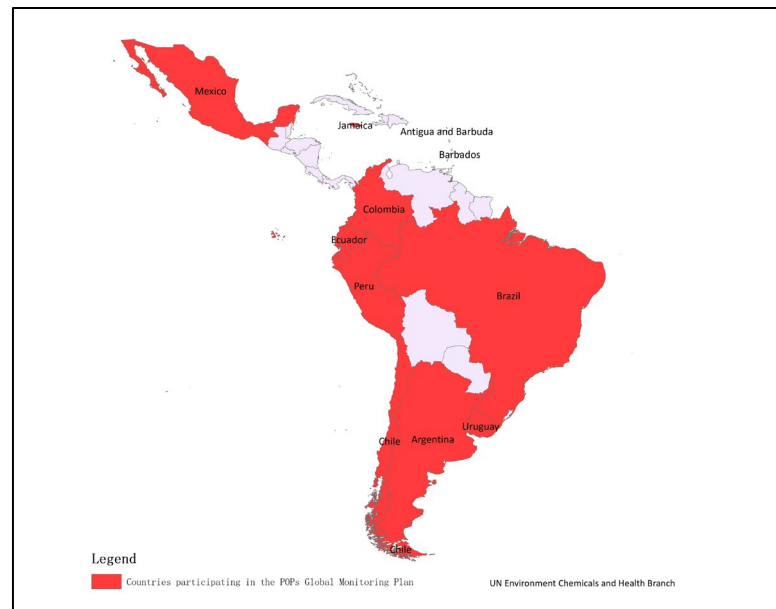 Mexico
Jamaica
Antigua and Barbuda
Barbados
Colombia
Ecuador
Peru
Brazil
Uruguay
Chile
Argentina
Chile
Legend
Countries participating in the POPs Global Monitoring Plan
UN Environment Chemicals and Health Branch